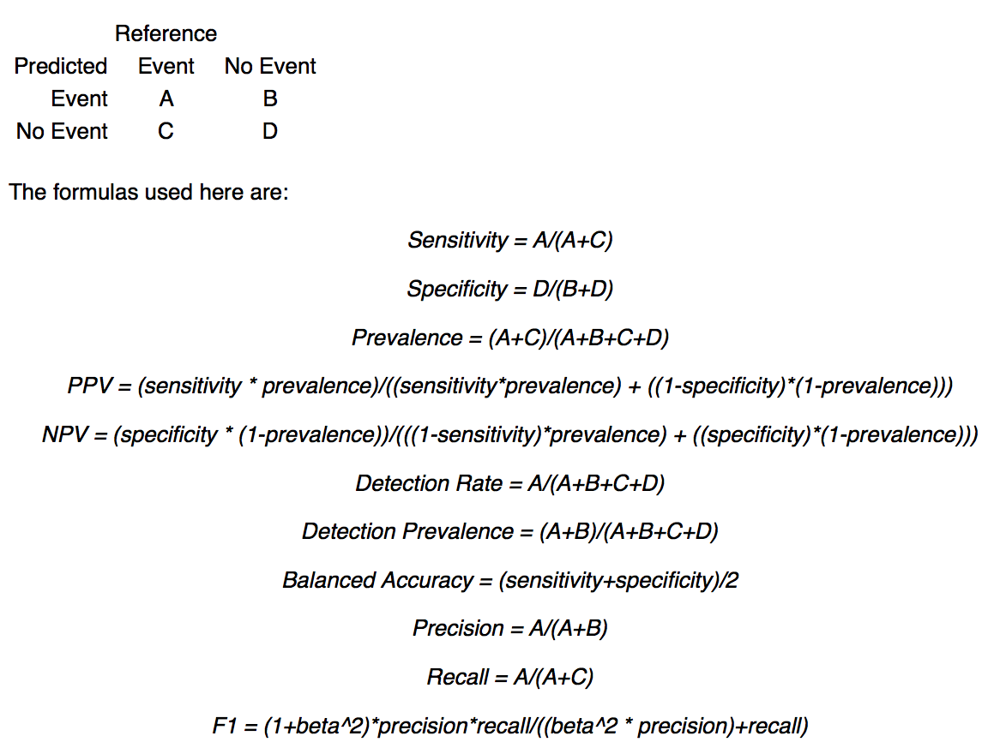 Reference
Predicted Event No Event
Event A B
No Event C D
The formulas used here are:
Sensitivity = A/(A+C)
Specificity = D/(B+D)
Prevalence = (A+C)/(A+B+C+D)
PPV = (sensitivity * prevalence)/((sensitivity*prevalence) + ((1-specificity)*(1-prevalence)))
NPV = (specificity * (1-prevalence))/(((1-sensitivity)*prevalence) + ((specificity)*(1-prevalence)))
Detection Rate = A/(A+B+C+D)
Detection Prevalence = (A+B)/(A+B+C+D)
Balanced Accuracy = (sensitivity+specificity)/2
Precision = A/(A+B)
Recall = A/(A+C)
F1 = (1+beta^2)*precision*recall/((beta^2 * precision)+recall)